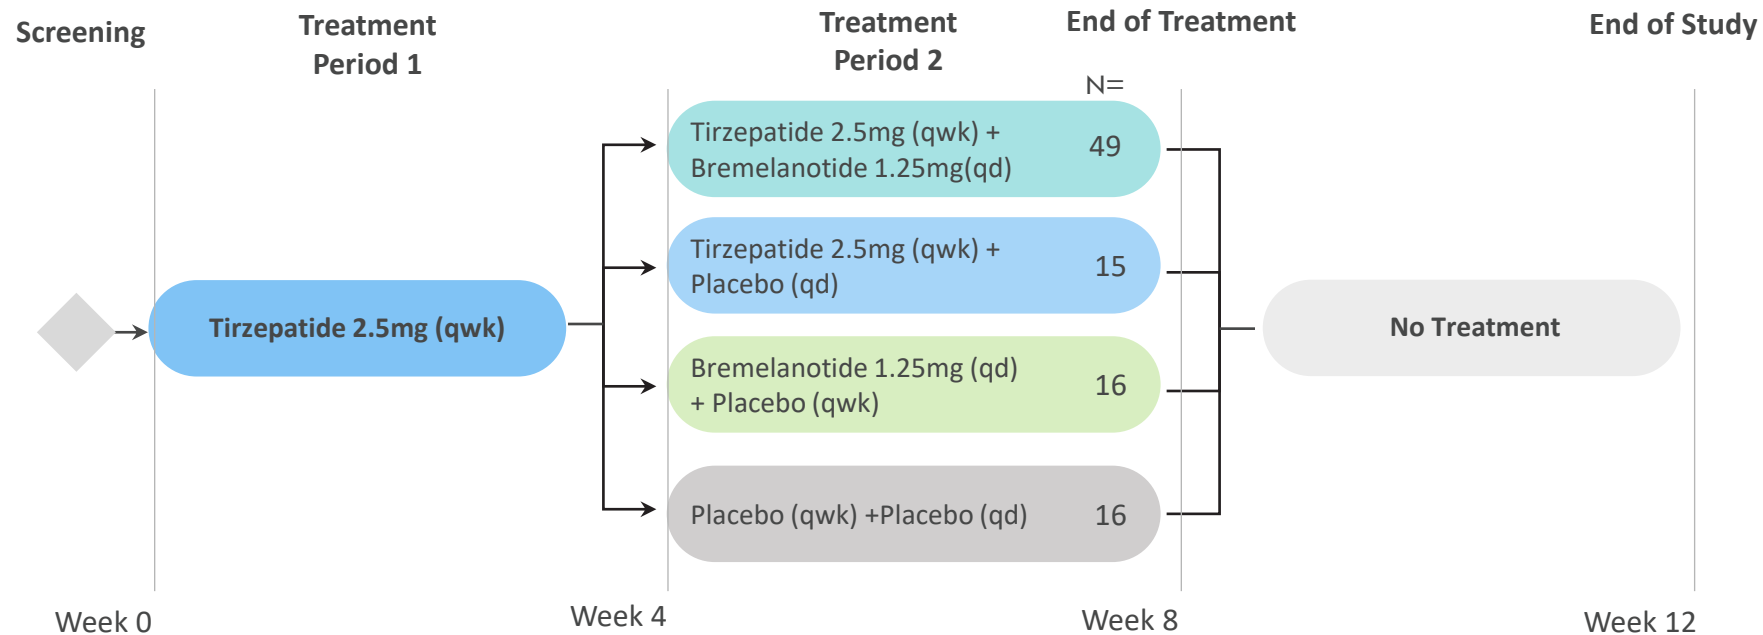 Screening
Treatment
Period 1
Treatment
Period 2
End of Treatment
End of Study
N=
Tirzepatide 2.5mg (qwk) +
Bremelanotide 1.25mg(qd)
49
Tirzepatide 2.5mg (qwk) +
Placebo (qd)
15
Tirzepatide 2.5mg (qwk)
No Treatment
Bremelanotide 1.25mg (qd)
+ Placebo (qwk)
16
Placebo (qwk) +Placebo (qd)
16
Week 0
Week 4
Week 8
Week 12